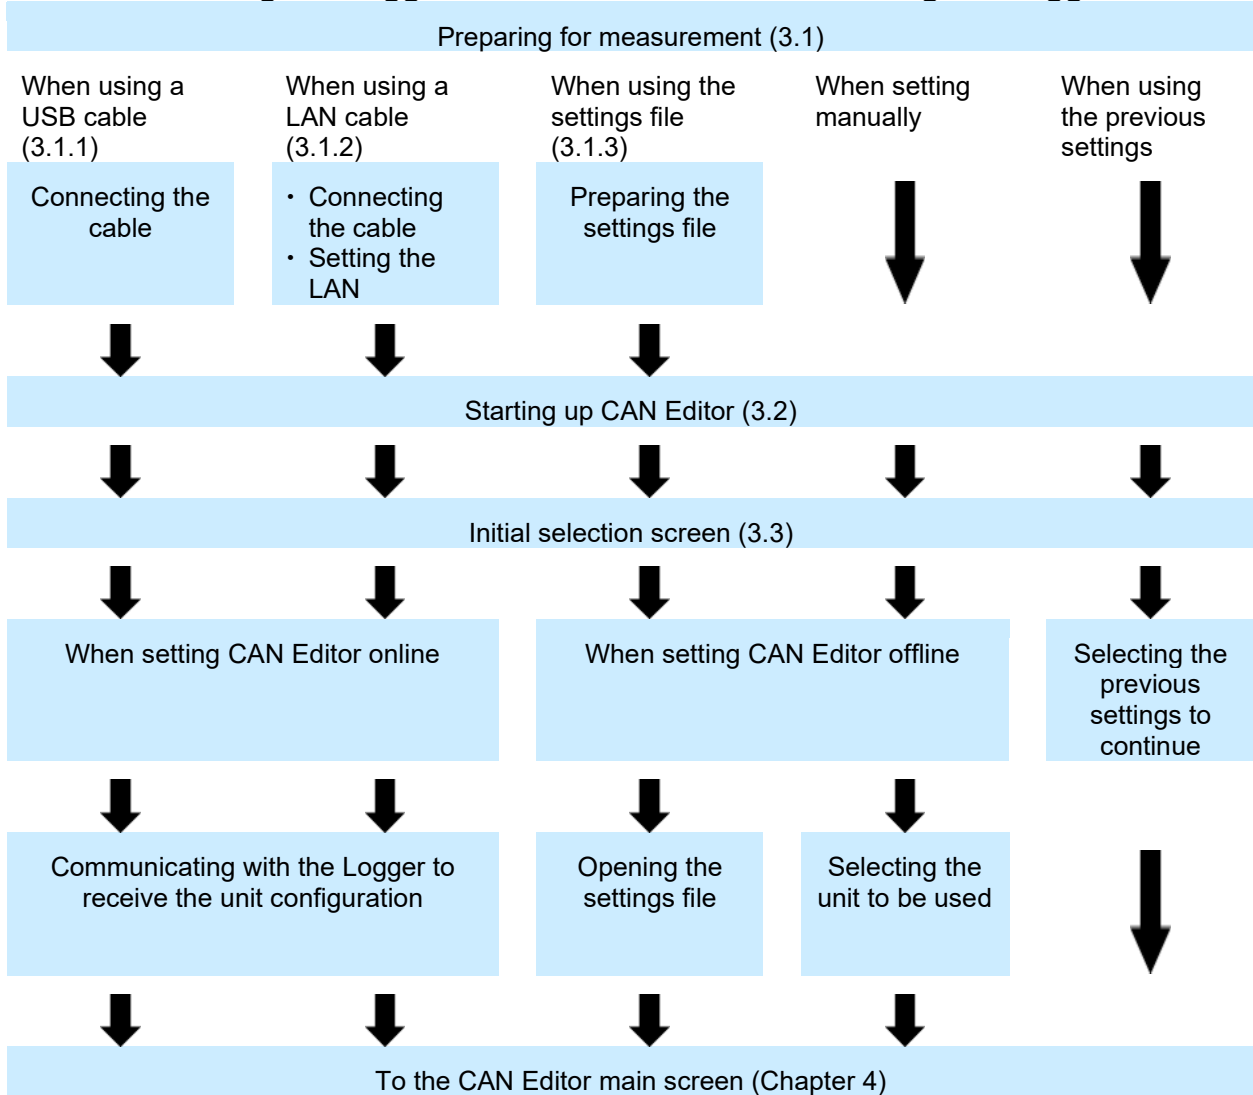 Preparing for measurement (3.1)
When using a
USB cable
(3.1.1)
When using a
LAN cable
(3.1.2)
When using the
settings file
(3.1.3)
When setting
manually
When using
the previous
settings
Connecting the
cable
・ Connecting
the cable
・ Setting the
LAN
Preparing the
settings file
Starting up CAN Editor (3.2)
Initial selection screen (3.3)
When setting CAN Editor online
When setting CAN Editor offline
Selecting the
previous
settings to
continue
Communicating with the Logger to
receive the unit configuration
Opening the
settings file
Selecting the
unit to be used
To the CAN Editor main screen (Chapter 4)